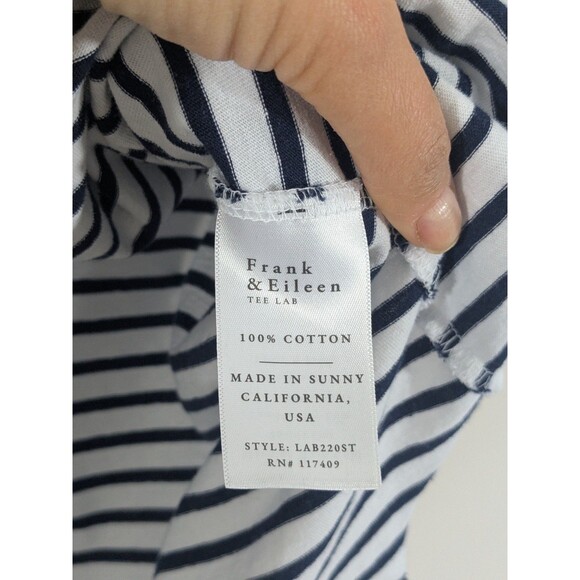 Frank
& Eileen
TEE LAB
100% COTTON
MADE IN SUNNY
CALIFORNIA,
USA
STYLE: LAB220ST
RN# 117409